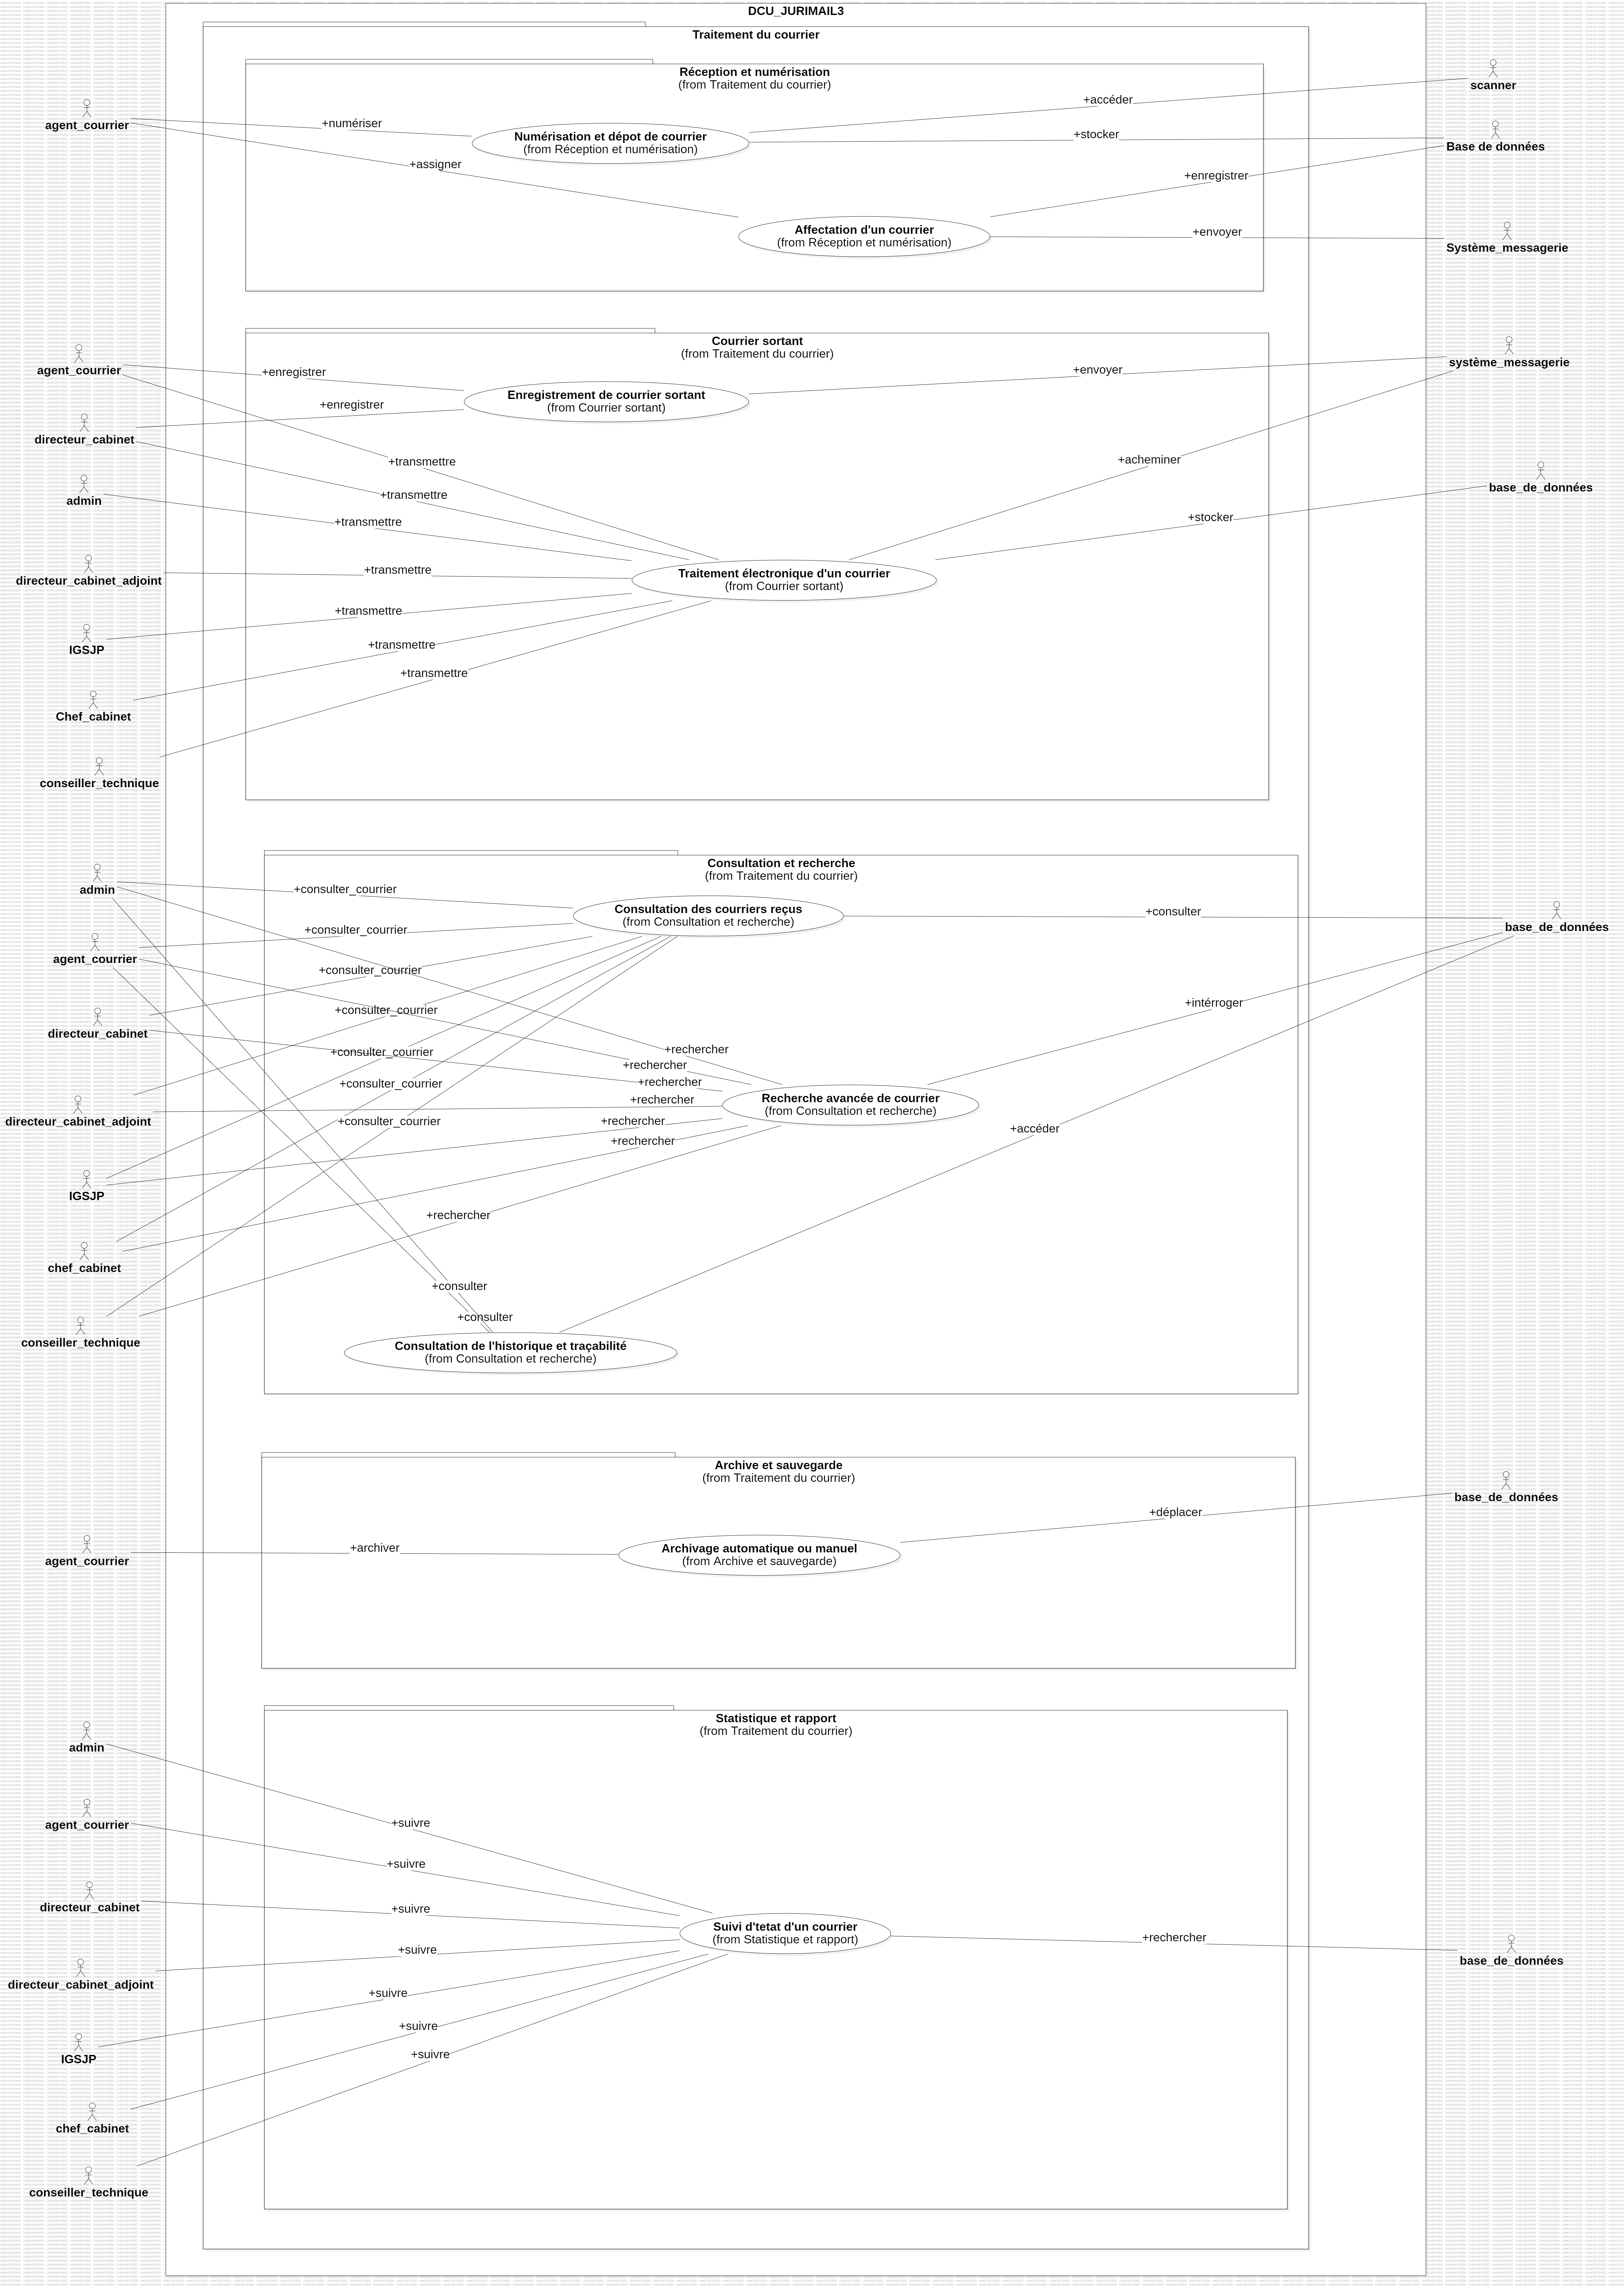 DCU_JURIMAIL3
Traitement du courrier
Réception et numérisation
(from Traitement du courrier)
scanner
+accéder
agent_courrier
+numériser
Numérisation et dépot de courrier
(from Réception et numérisation)
+stocker
Base de données
+assigner
+enregistrer
Affectation d'un courrier
(from Réception et numérisation)
+envoyer
Système_messagerie
Courrier sortant
(from Traitement du courrier)
système_messagerie
agent_courrier
+enregistrer
+envoyer
Enregistrement de courrier sortant
(from Courrier sortant)
+enregistrer
directeur_cabinet
+transmettre
+acheminer
base_de_données
+transmettre
admin
+transmettre
+stocker
+transmettre
Traitement électronique d'un courrier
(from Courrier sortant)
directeur_cabinet_adjoint
+transmettre
+transmettre
IGSJP
+transmettre
Chef_cabinet
conseiller_technique
Consultation et recherche
(from Traitement du courrier)
admin
+consulter_courrier
Consultation des courriers reçus
(from Consultation et recherche)
+consulter
base_de_données
+consulter_courrier
agent_courrier
+consulter_courrier
+intérroger
+consulter_courrier
directeur_cabinet
+rechercher
+consulter_courrier
+rechercher
+rechercher
+consulter_courrier
+rechercher
Recherche avancée de courrier
(from Consultation et recherche)
directeur_cabinet_adjoint
+consulter_courrier
+rechercher
+accéder
+rechercher
IGSJP
+rechercher
chef_cabinet
+consulter
+consulter
conseiller_technique
Consultation de l'historique et traçabilité
(from Consultation et recherche)
Archive et sauvegarde
(from Traitement du courrier)
base_de_données
+déplacer
agent_courrier
+archiver
Archivage automatique ou manuel
(from Archive et sauvegarde)
Statistique et rapport
(from Traitement du courrier)
admin
agent_courrier
+suivre
+suivre
directeur_cabinet
+suivre
Suivi d'tetat d'un courrier
(from Statistique et rapport)
+rechercher
+suivre
base_de_données
directeur_cabinet_adjoint
+suivre
+suivre
IGSJP
+suivre
chef_cabinet
conseiller_technique